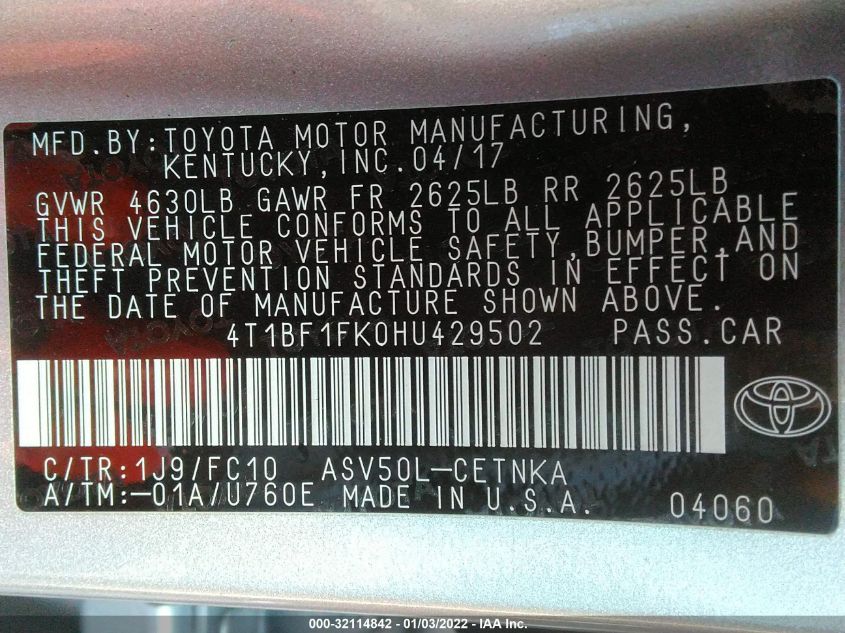 MFD.BY:TOYOTA MOTOR MANUFACTURING,
KENTUCKY,INC.04/17
GVWR 4630LB GAWR FR 2625LB RR 2625LB
THIS VEHICLE CONFORMS TO ALL APPLICABLE
FEDERAL MOTOR VEHICLE SAFETY,BUMPER,AND
THEFT PREVENTION STANDARDS IN EFFECT ON
THE DATE OF MANUFACTURE SHOWN ABOVE.
4T1BF1FK0HU429502 PASS.CAR
C/TR:1J9/FC10 ASV50L-CETNKA
A/TM:-01A/U760E MADE IN U.S.A. 04060
000-32114842 - 01/03/2022 - IAA Inc.